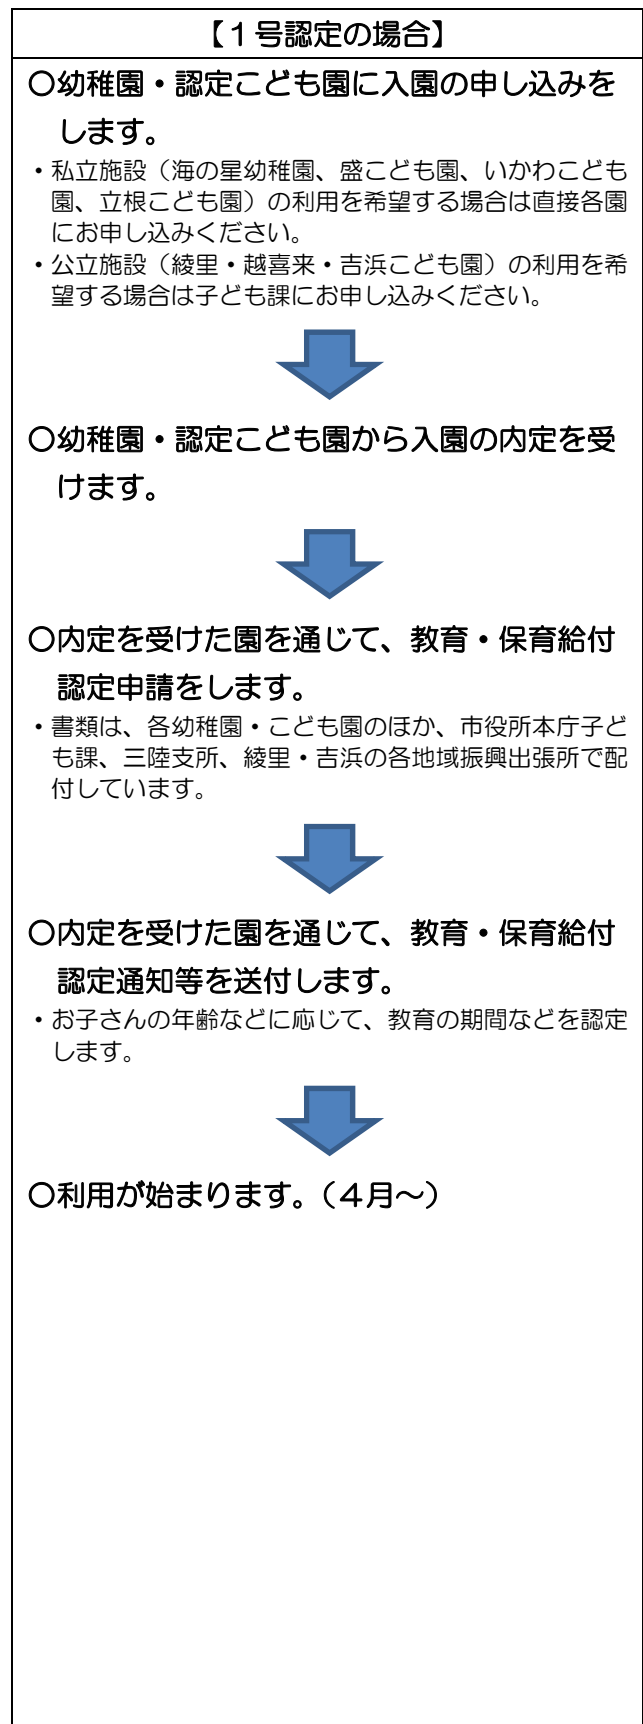 【１号認定の場合】
〇幼稚園・認定こども園に入園の申し込みを
します。
・私立施設（海の星幼稚園、盛こども園、いかわこども
園、立根こども園）の利用を希望する場合は直接各園
にお申し込みください。
・公立施設（綾里・越喜来・吉浜こども園）の利用を希
望する場合は子ども課にお申し込みください。
〇幼稚園・認定こども園から入園の内定を受
けます。
〇内定を受けた園を通じて、教育・保育給付
認定申請をします。
・書類は、各幼稚園・こども園のほか、市役所本庁子ど
も課、三陸支所、綾里・吉浜の各地域振興出張所で配
付しています。
〇内定を受けた園を通じて、教育・保育給付
認定通知等を送付します。
・お子さんの年齢などに応じて、教育の期間などを認定
します。
〇利用が始まります。（４月～）